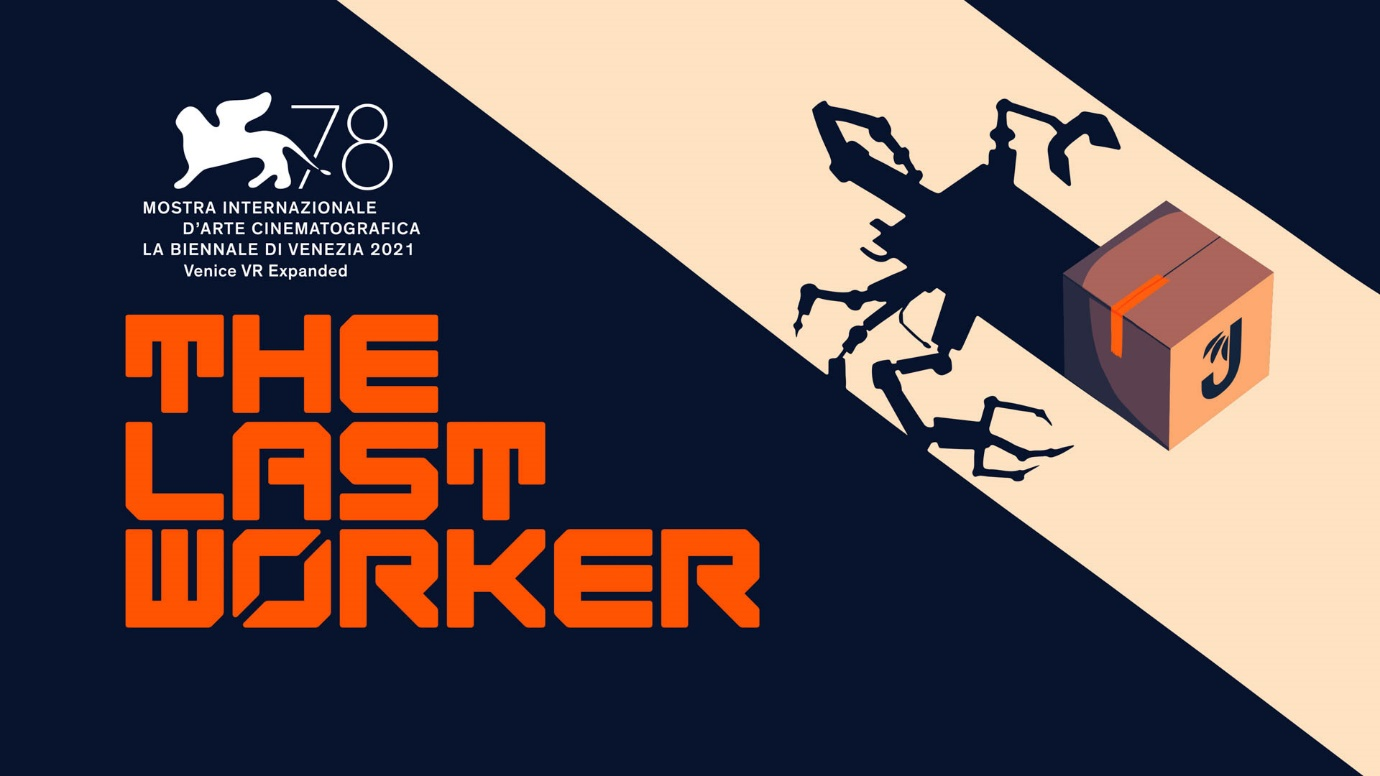 78
MOSTRA INTERNAZIONALE
D'ARTE CINEMATOGRAFICA
LA BIENNALE DI VENEZIA 2021
Venice VR Expanded
THE
LAST
WORKER
J